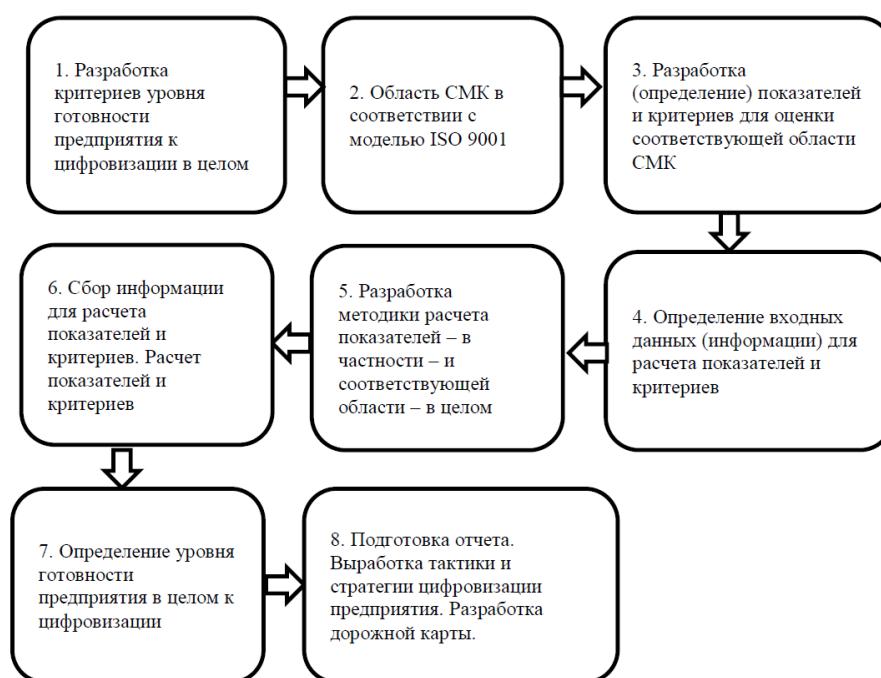 1. Разработка
критериев уровня
готовности
предприятия к
цифровизации в целом
2. Область СМК в
соответствии с
моделью ISO 9001
3. Разработка
(определение) показателей
и критериев для оценки
соответствующей области
СМК
4. Определение входных
данных (информации) для
расчета показателей и
критериев
5. Разработка
методики расчета
показателей – в
частности – и
соответствующей
области – в целом
6. Сбор информации
для расчета
показателей и
критериев. Расчет
показателей и
критериев
7. Определение уровня
готовности
предприятия в целом к
цифровизации
8. Подготовка отчета.
Выработка тактики и
стратегии цифровизации
предприятия. Разработка
дорожной карты.